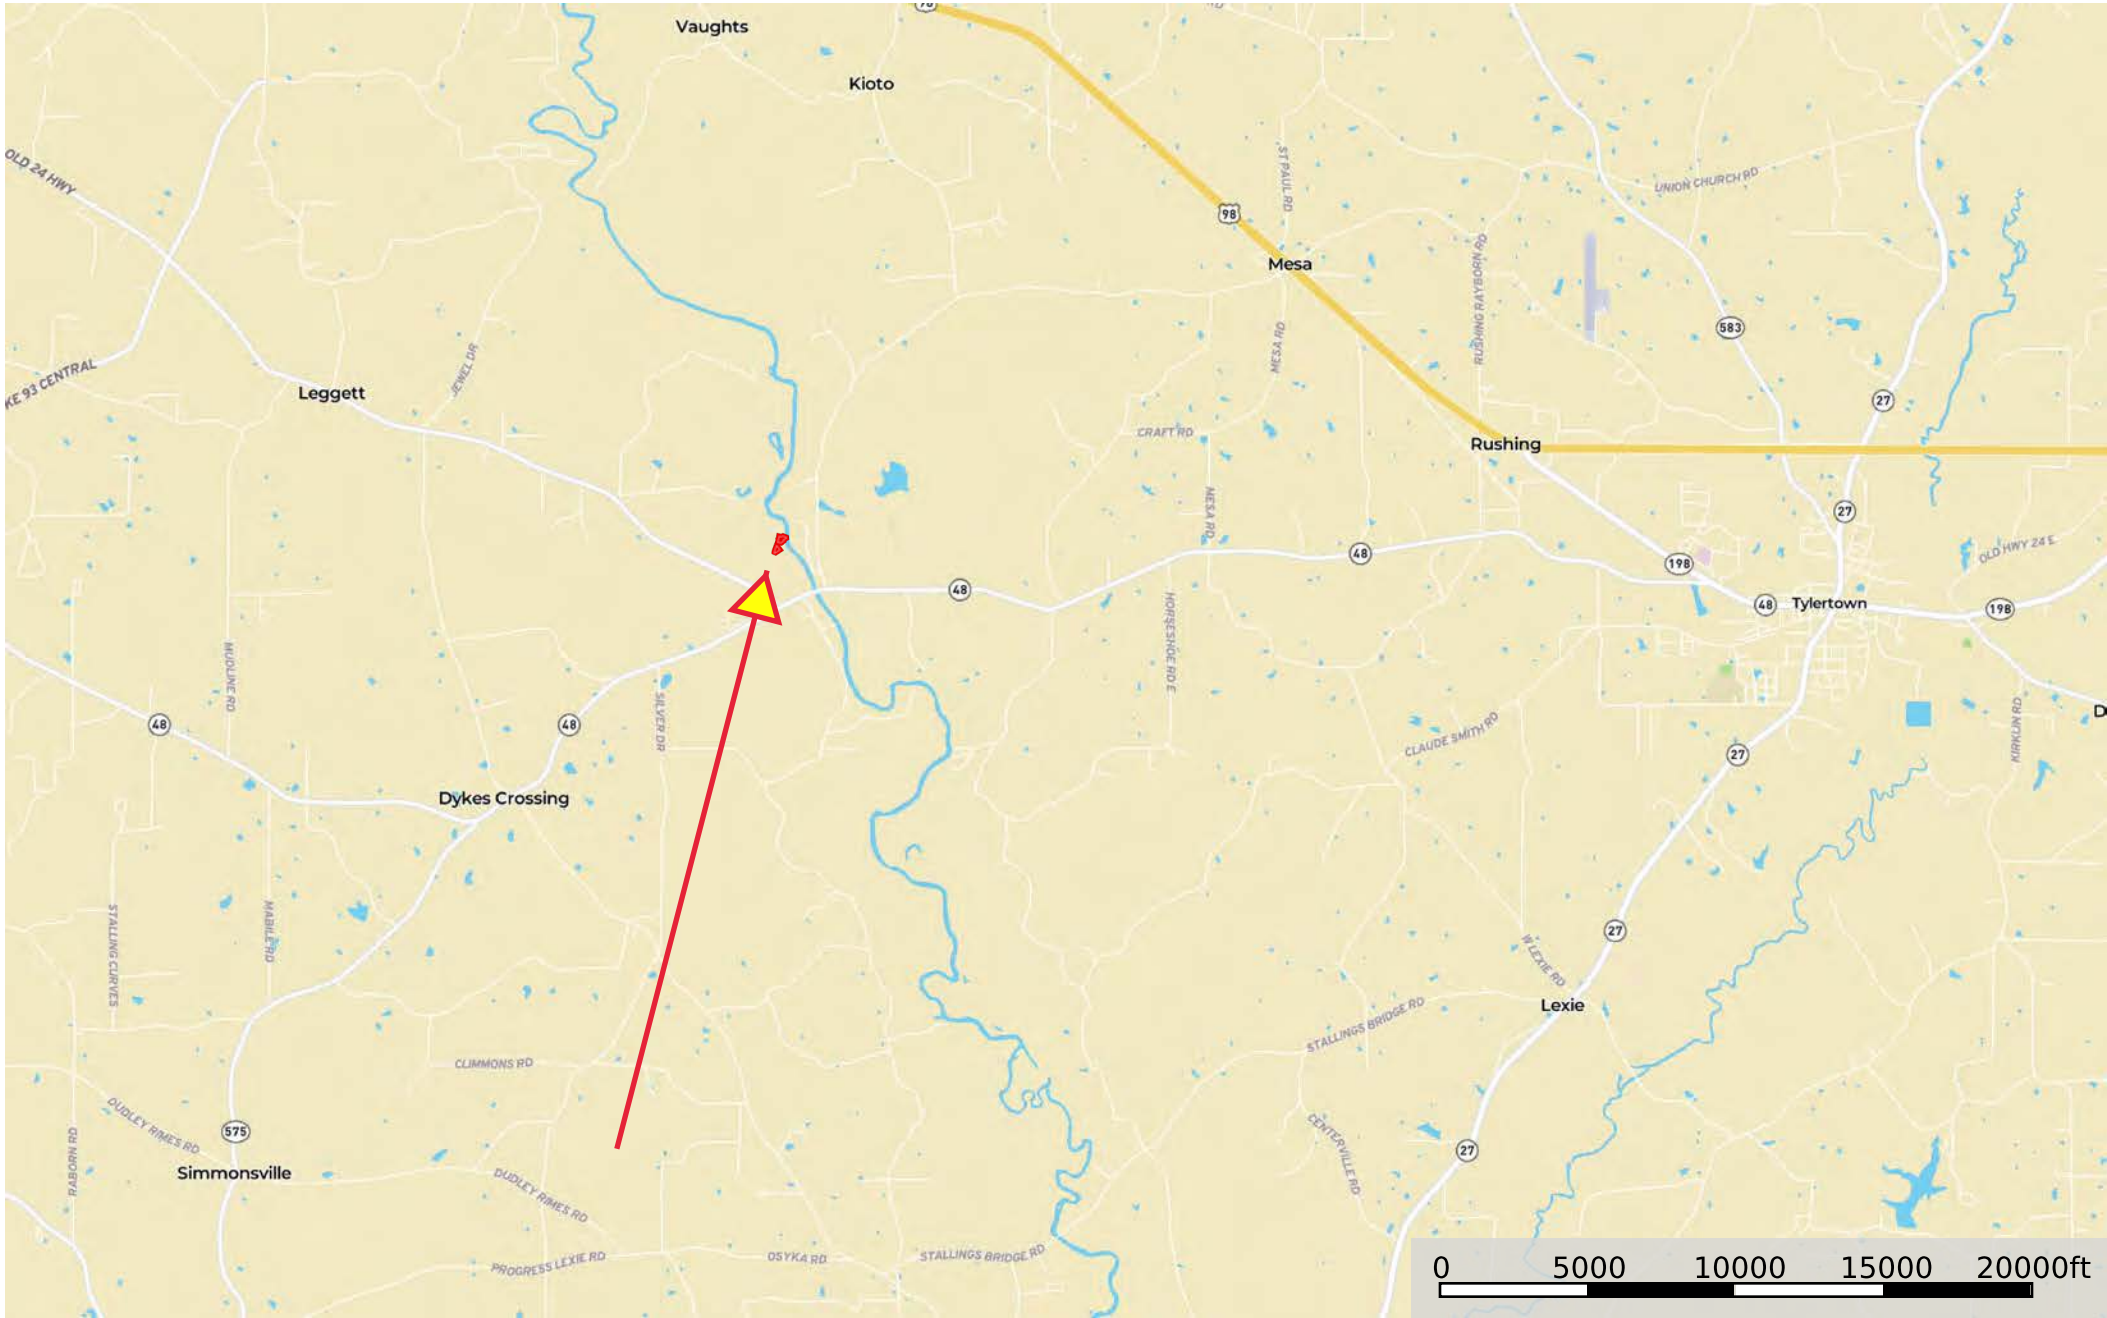 98
Vaughts
RD
Kioto
OLD 24 HWY
ST PAUL RD
UNION CHURCH RD
98
Mesa
RUSHING RAYBORN RD
583
MESA RD
JEWEL DR
KE 93 CENTRAL
Leggett
27
CRAFT RD
Rushing
MESA RD
27
OLD HWY 24 E
48
198
48
48
Tylertown
198
HORSESHOE RD E
MUDLINE RD
SILVER DR
48
48
CLAUDE SMITH RD
KIRKLIN RD
D
27
Dykes Crossing
STALLING CURVES
MABILE RD
27
W LEXIE RD
Lexie
STALLINGS BRIDGE RD
CLIMMONS RD
DUDLEY RIMES RD
575
RABORN RD
CENTERVILLE RD
27
Simmonsville
DUDLEY RIMES RD
PROGRESS LEXIE RD
OSYKA RD
STALLINGS BRIDGE RD
0 5000 10000 15000 20000ft